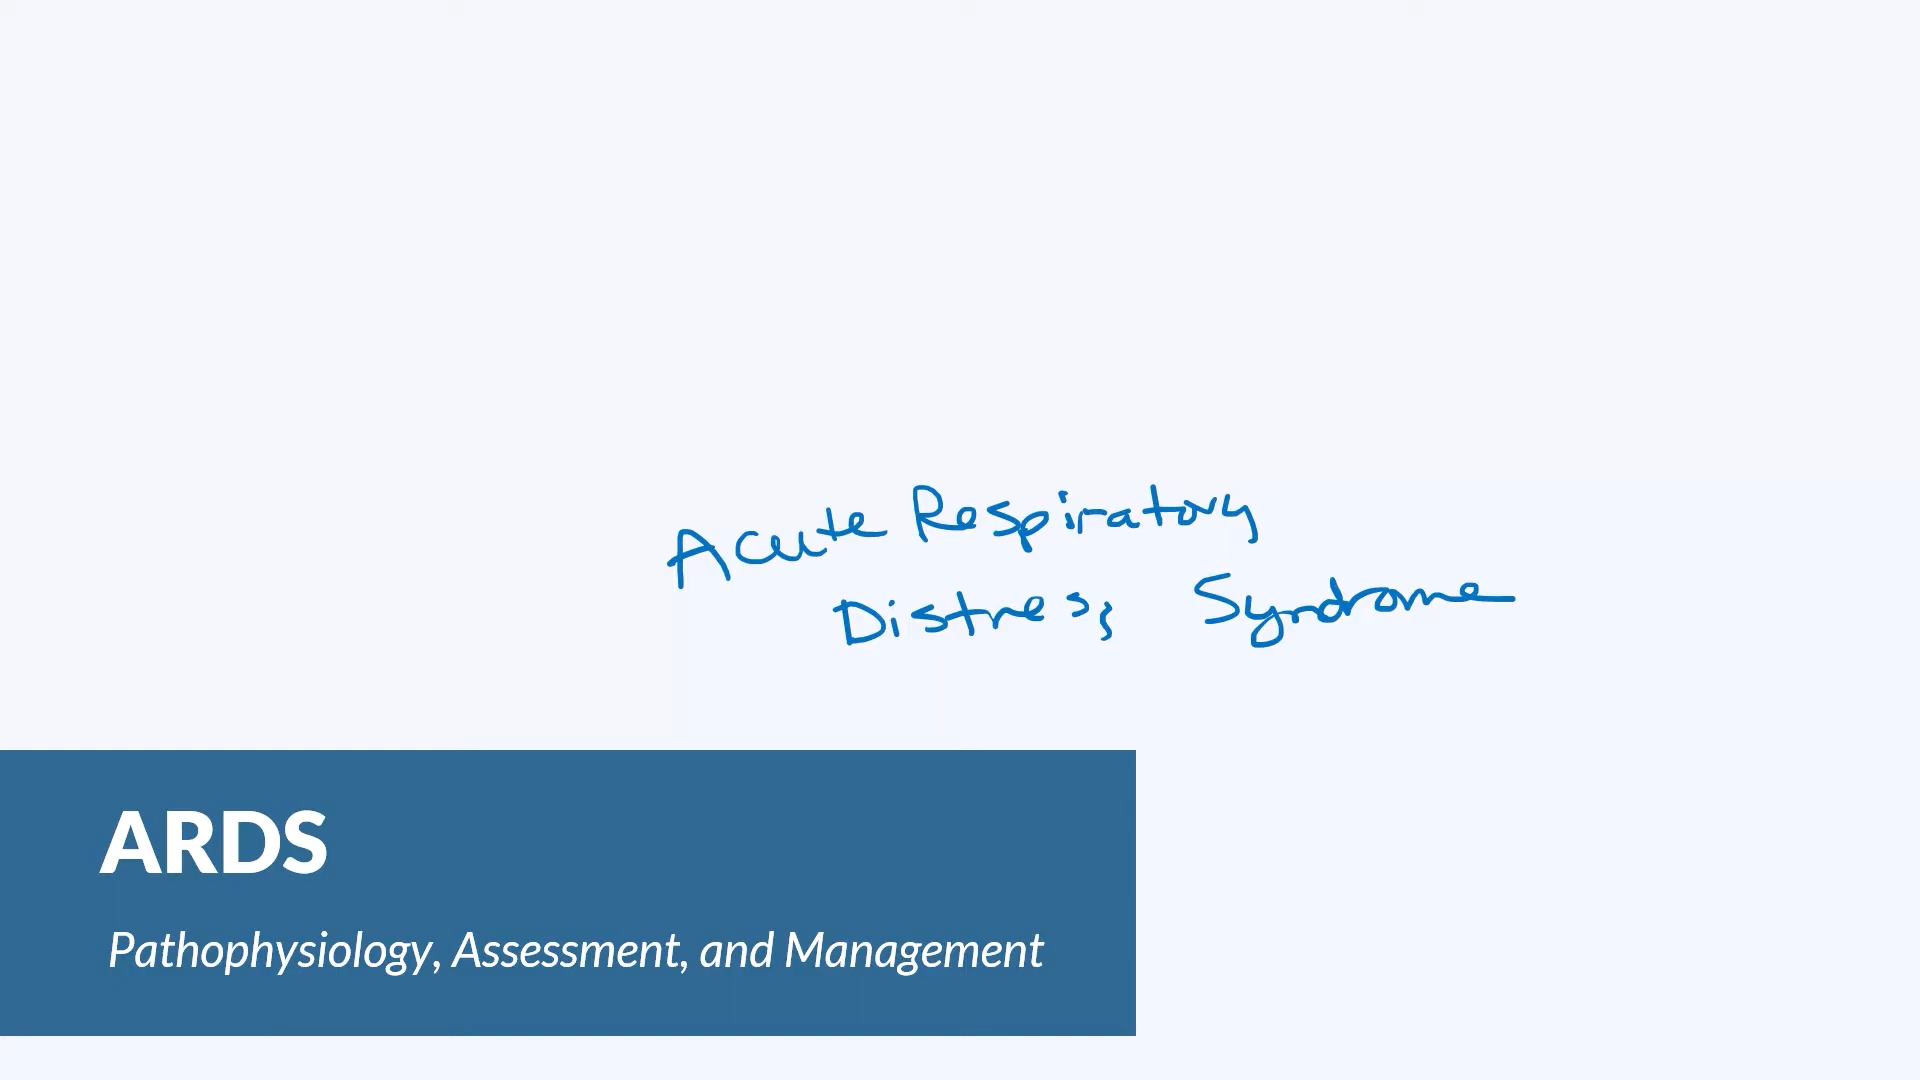 Acute Respiratory
Distress Syndrome
ARDS
Pathophysiology, Assessment, and Management